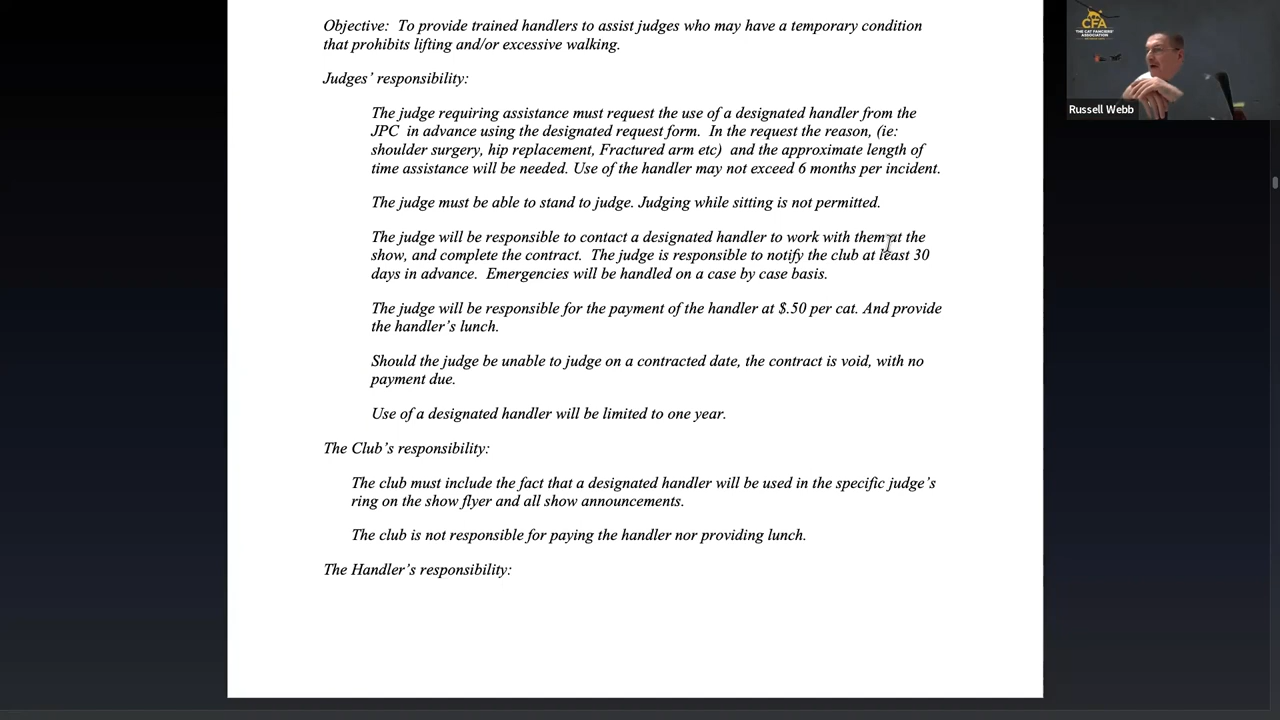 Objective:  To provide trained handlers to assist judges who may have a temporary condition
that prohibits lifting and/or excessive walking.
Judges' responsibility:
The judge requiring assistance must request the use of a designated handler from the
JPC  in advance using the designated request form.  In the request the reason, (ie:
shoulder surgery, hip replacement, Fractured arm etc)  and the approximate length of
time assistance will be needed. Use of the handler may not exceed 6 months per incident.
The judge must be able to stand to judge. Judging while sitting is not permitted.
The judge will be responsible to contact a designated handler to work with them at the
show, and complete the contract.  The judge is responsible to notify the club at least 30
days in advance.  Emergencies will be handled on a case by case basis.
The judge will be responsible for the payment of the handler at $.50 per cat. And provide
the handler's lunch.
Should the judge be unable to judge on a contracted date, the contract is void, with no
payment due.
Use of a designated handler will be limited to one year.
The Club's responsibility:
The club must include the fact that a designated handler will be used in the specific judge's
ring on the show flyer and all show announcements.
The club is not responsible for paying the handler nor providing lunch.
The Handler's responsibility:
CFA
THE CAT FANCIERS'
ASSOCIATION
Russell Webb